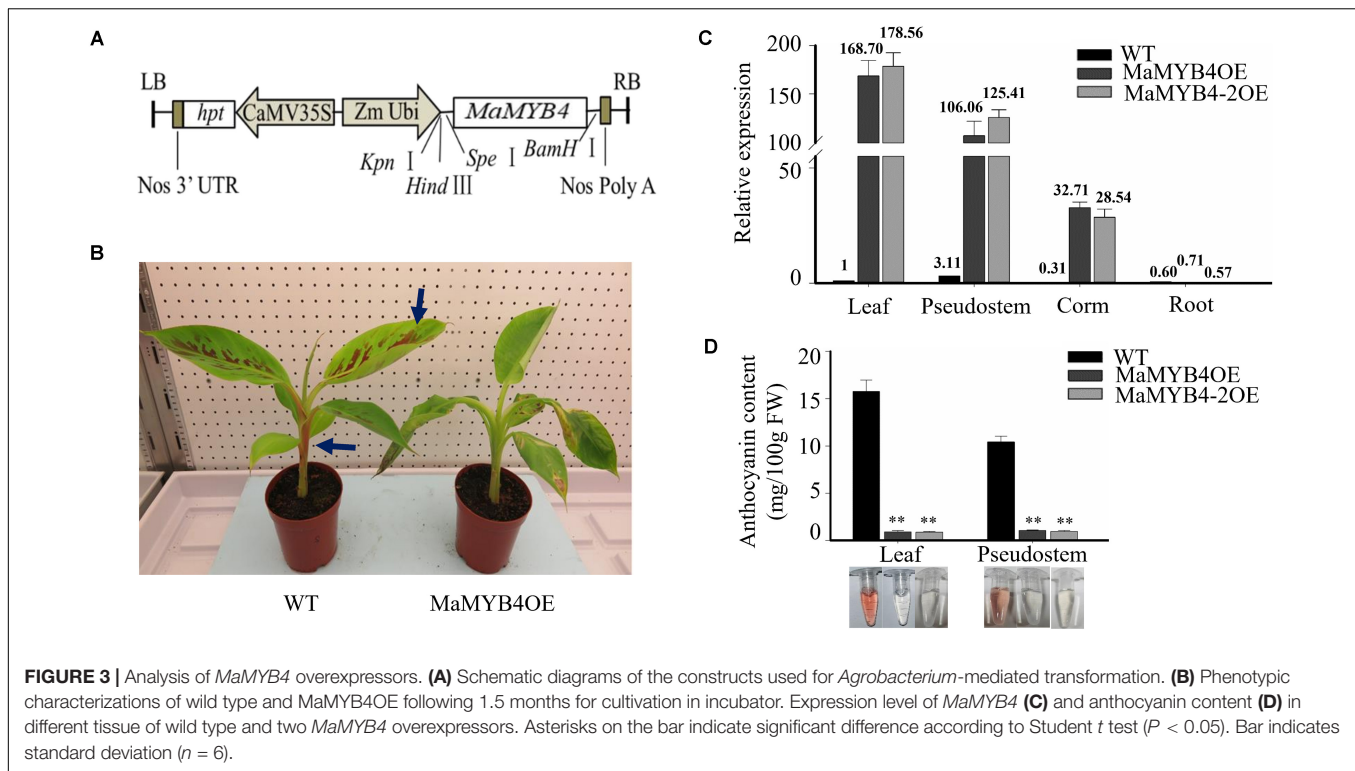 A
LB
RB
hpt
CaMV35S
Zm Ubi
MaMYB4
Kpn I
Hind III
Spe I
BamH I
Nos 3’ UTR
Nos Poly A
B
WT
MaMYB4OE
C
Relative expression
200
150
100
50
0
168.70
178.56
106.06
125.41
32.71
28.54
1
3.11
0.31
0.60
0.71
0.57
Leaf
Pseudostem
Corm
Root
WT
MaMYB4OE
MaMYB4-2OE
D
Anthocyanin content
(mg/100g FW)
20
15
10
5
0
** **
** **
Leaf
Pseudostem
WT
MaMYB4OE
MaMYB4-2OE
FIGURE 3 | Analysis of MaMYB4 overexpressors. (A) Schematic diagrams of the constructs used for Agrobacterium-mediated transformation. (B) Phenotypic
characterizations of wild type and MaMYB4OE following 1.5 months for cultivation in incubator. Expression level of MaMYB4 (C) and anthocyanin content (D) in
different tissue of wild type and two MaMYB4 overexpressors. Asterisks on the bar indicate significant difference according to Student t test (P < 0.05). Bar indicates
standard deviation (n = 6).